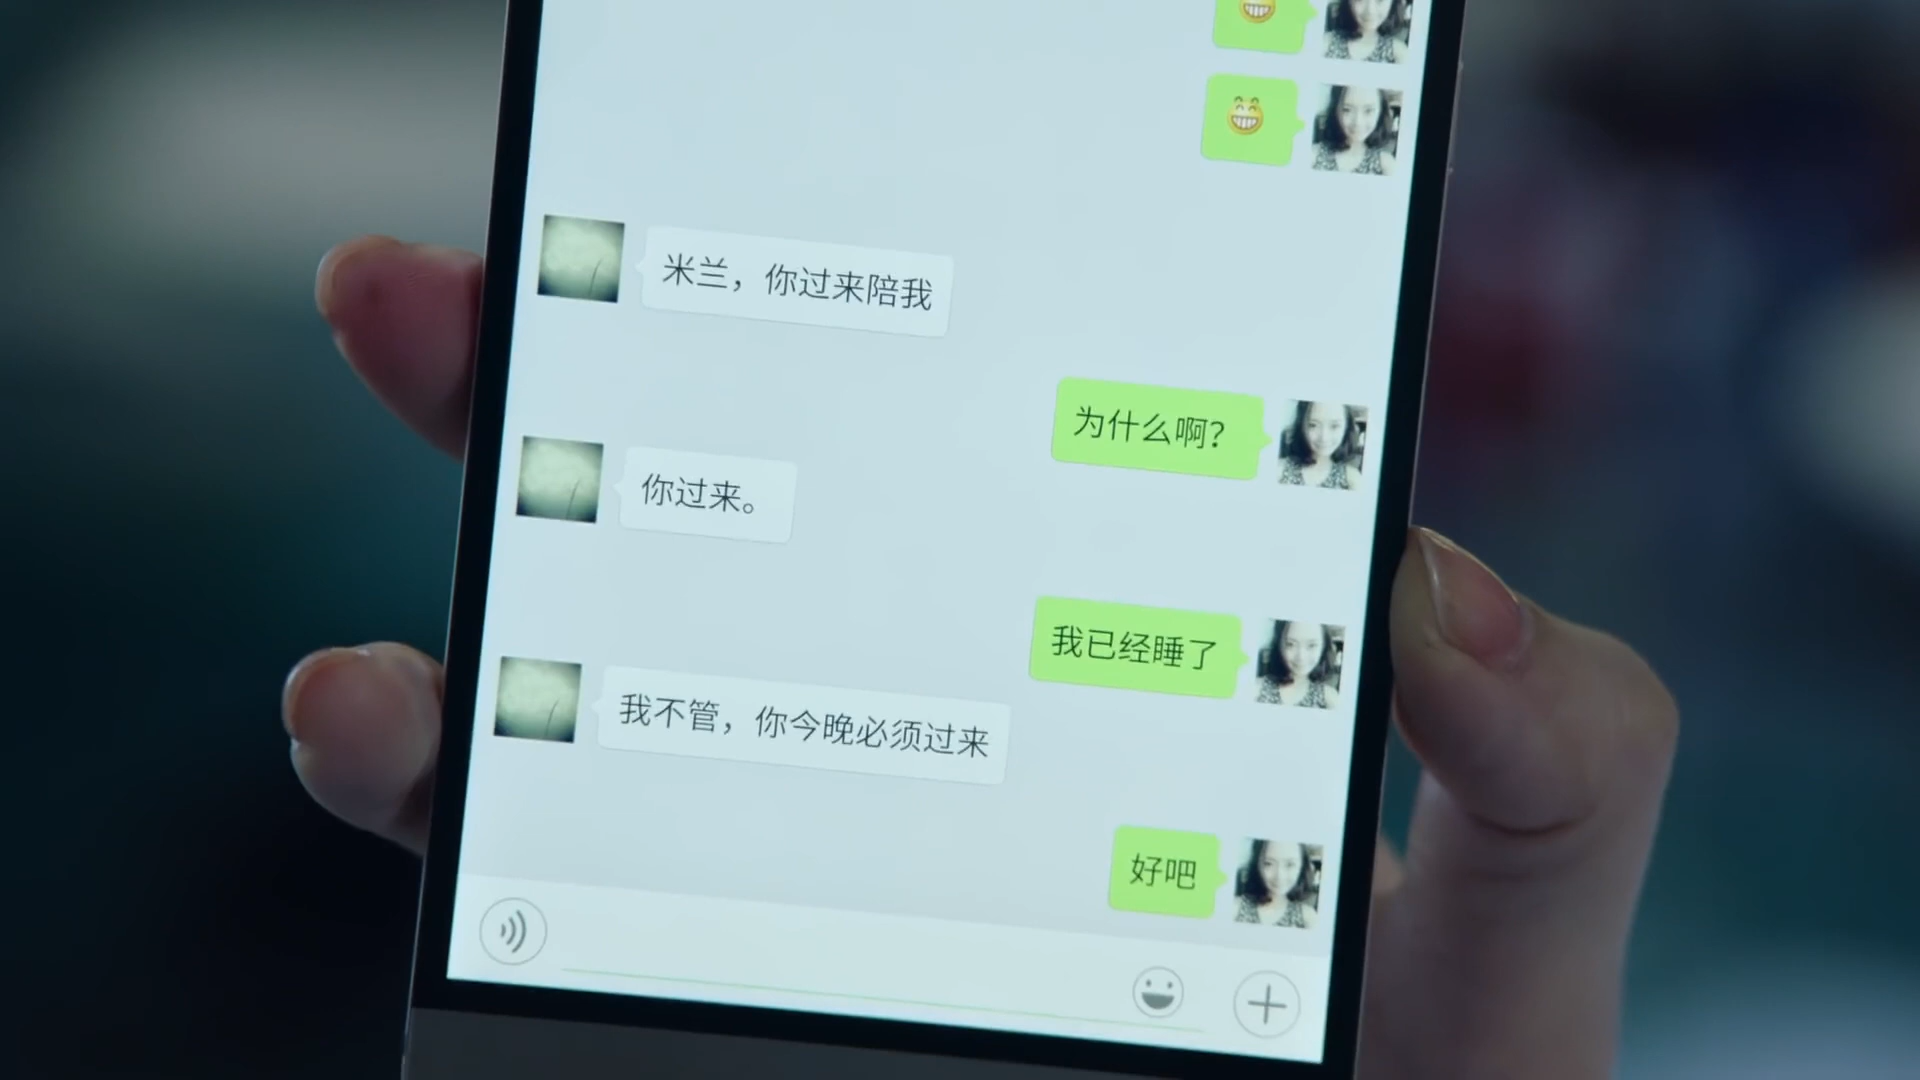 米兰，你过来陪我
为什么啊？
你过来。
我已经睡了
我不管，你今晚必须过来
好吧